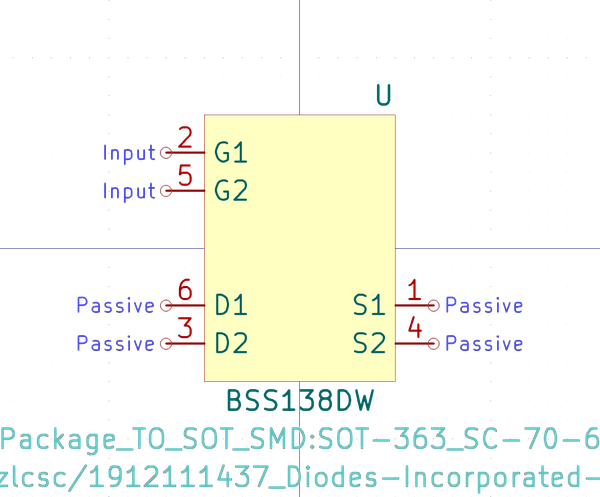 U
Input 2 G1
Input 5 G2
Passive 6 D1 S1 1 Passive
Passive 3 D2 S2 4 Passive
BSS138DW
Package_TO_SOT_SMD:SOT-363_SC-70-6
zlcsc/1912111437_Diodes-Incorporated-